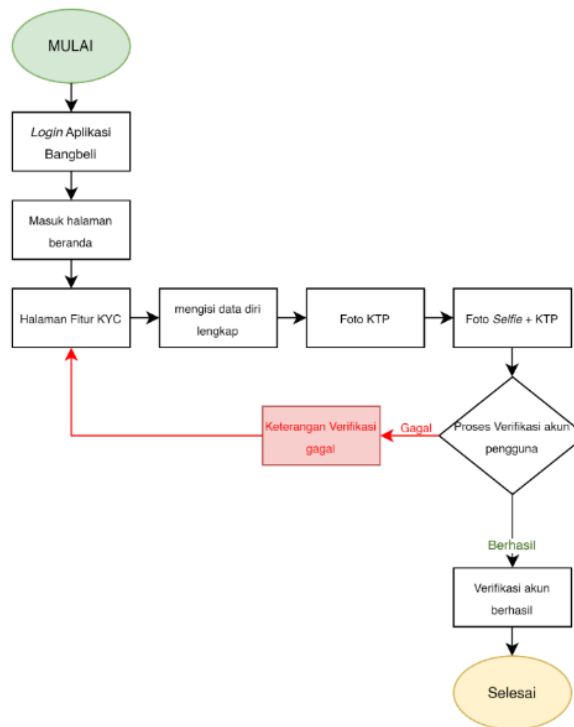 MULAI
Login Aplikasi
Bangbeli
Masuk halaman
beranda
Halaman Fitur KYC
mengisi data diri
lengkap
Foto KTP
Foto Selfie + KTP
Proses Verifikasi akun
pengguna
Gagal
Keterangan Verifikasi
gagal
Berhasil
Verifikasi akun
berhasil
Selesai